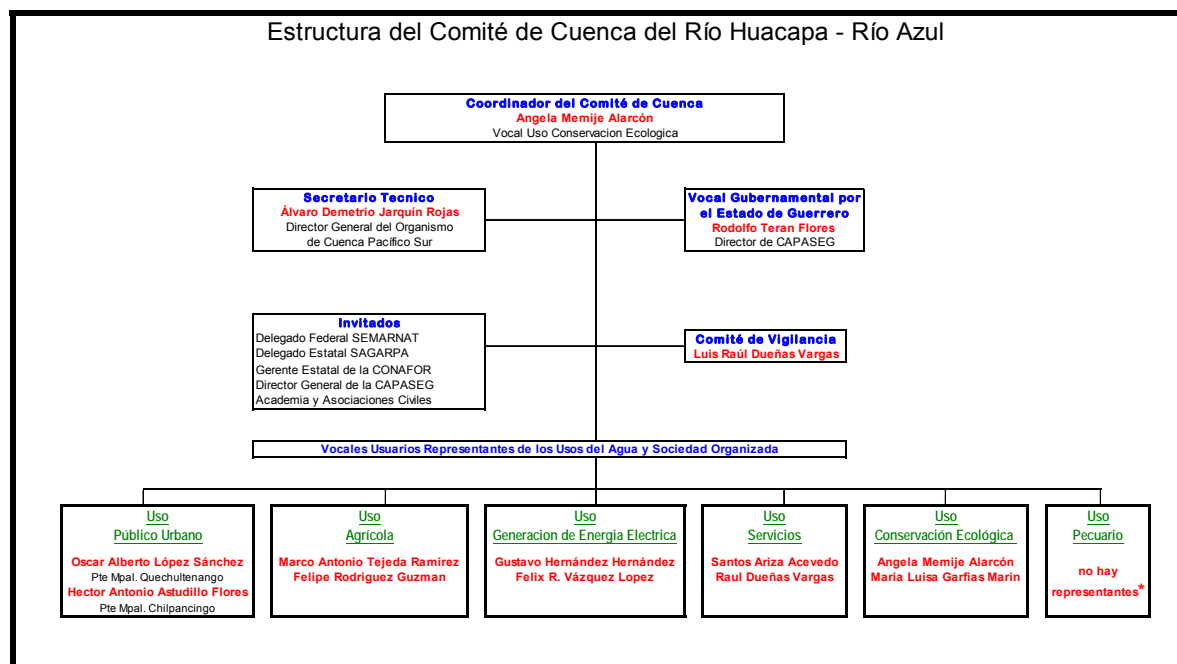 Estructura del Comité de Cuenca del Río Huacapa - Río Azul
Coordinador del Comité de Cuenca
Angela Memije Alarcón
Vocal Uso Conservacion Ecologica
Secretario Tecnico
Álvaro Demetrio Jarquín Rojas
Director General del Organismo
de Cuenca Pacífico Sur
Vocal Gubernamental por
el Estado de Guerrero
Rodolfo Teran Flores
Director de CAPASEG
Invitados
Delegado Federal SEMARNAT
Delegado Estatal SAGARPA
Gerente Estatal de la CONAFOR
Director General de la CAPASEG
Academia y Asociaciones Civiles
Comité de Vigilancia
Luis Raúl Dueñas Vargas
Vocales Usuarios Representantes de los Usos del Agua y Sociedad Organizada
Uso
Público Urbano
Oscar Alberto López Sánchez
Pte Mpal. Quechultenango
Hector Antonio Astudillo Flores
Pte Mpal. Chilpancingo
Uso
Agrícola
Marco Antonio Tejeda Ramirez
Felipe Rodriguez Guzman
Uso
Generacion de Energia Electrica
Gustavo Hernández Hernández
Felix R. Vázquez Lopez
Uso
Servicios
Santos Ariza Acevedo
Raul Dueñas Vargas
Uso
Conservación Ecológica
Angela Memije Alarcón
Maria Luisa Garfias Marin
Uso
Pecuario
no hay
representantes*